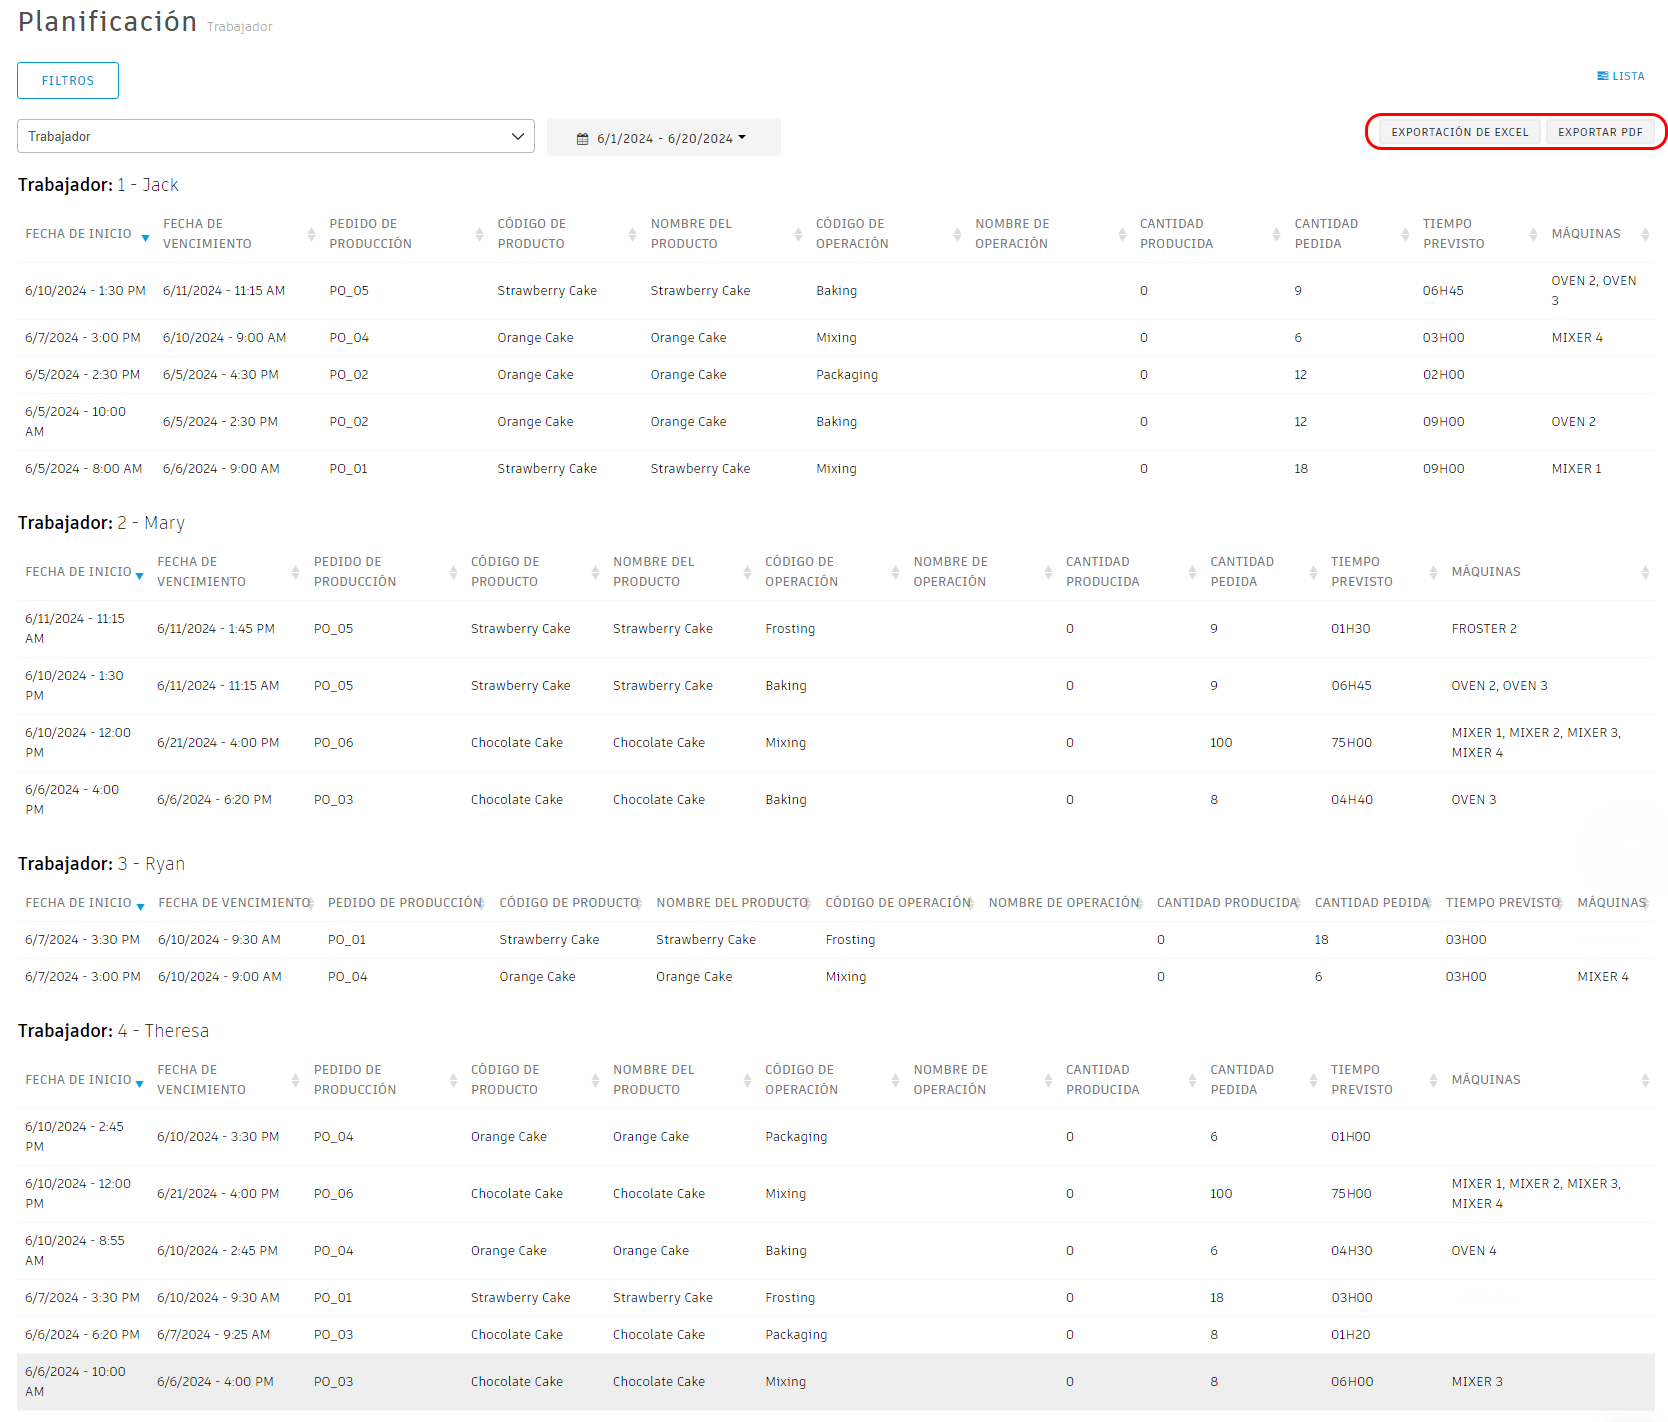 Planificación Trabajador
FILTROS
LISTA
Trabajador
6/1/2024 - 6/20/2024
EXPORTACIÓN DE EXCEL EXPORTAR PDF
Trabajador: 1 - Jack
FECHA DE INICIO FECHA DE VENCIMIENTO PEDIDO DE PRODUCCIÓN CÓDIGO DE PRODUCTO NOMBRE DEL PRODUCTO CÓDIGO DE OPERACIÓN NOMBRE DE OPERACIÓN CANTIDAD PRODUCIDA CANTIDAD PEDIDA TIEMPO PREVISTO MÁQUINAS
6/10/2024 - 1:30 PM 6/11/2024 - 11:15 AM PO_05 Strawberry Cake Strawberry Cake Baking 0 9 06H45 OVEN 2, OVEN 3
6/7/2024 - 3:00 PM 6/10/2024 - 9:00 AM PO_04 Orange Cake Orange Cake Mixing 0 6 03H00 MIXER 4
6/5/2024 - 2:30 PM 6/5/2024 - 4:30 PM PO_02 Orange Cake Orange Cake Packaging 0 12 02H00
6/5/2024 - 10:00 AM 6/5/2024 - 2:30 PM PO_02 Orange Cake Orange Cake Baking 0 12 09H00 OVEN 2
6/5/2024 - 8:00 AM 6/6/2024 - 9:00 AM PO_01 Strawberry Cake Strawberry Cake Mixing 0 18 09H00 MIXER 1
Trabajador: 2 - Mary
FECHA DE INICIO FECHA DE VENCIMIENTO PEDIDO DE PRODUCCIÓN CÓDIGO DE PRODUCTO NOMBRE DEL PRODUCTO CÓDIGO DE OPERACIÓN NOMBRE DE OPERACIÓN CANTIDAD PRODUCIDA CANTIDAD PEDIDA TIEMPO PREVISTO MÁQUINAS
6/11/2024 - 11:15 AM 6/11/2024 - 1:45 PM PO_05 Strawberry Cake Strawberry Cake Frosting 0 9 01H30 FROSTER 2
6/10/2024 - 1:30 PM 6/11/2024 - 11:15 AM PO_05 Strawberry Cake Strawberry Cake Baking 0 9 06H45 OVEN 2, OVEN 3
6/10/2024 - 12:00 PM 6/21/2024 - 4:00 PM PO_06 Chocolate Cake Chocolate Cake Mixing 0 100 75H00 MIXER 1, MIXER 2, MIXER 3, MIXER 4
6/6/2024 - 4:00 PM 6/6/2024 - 6:20 PM PO_03 Chocolate Cake Chocolate Cake Baking 0 8 04H40 OVEN 3
Trabajador: 3 - Ryan
FECHA DE INICIO FECHA DE VENCIMIENTO PEDIDO DE PRODUCCIÓN CÓDIGO DE PRODUCTO NOMBRE DEL PRODUCTO CÓDIGO DE OPERACIÓN NOMBRE DE OPERACIÓN CANTIDAD PRODUCIDA CANTIDAD PEDIDA TIEMPO PREVISTO MÁQUINAS
6/7/2024 - 3:30 PM 6/10/2024 - 9:30 AM PO_01 Strawberry Cake Strawberry Cake Frosting 0 18 03H00
6/7/2024 - 3:00 PM 6/10/2024 - 9:00 AM PO_04 Orange Cake Orange Cake Mixing 0 6 03H00 MIXER 4
Trabajador: 4 - Theresa
FECHA DE INICIO FECHA DE VENCIMIENTO PEDIDO DE PRODUCCIÓN CÓDIGO DE PRODUCTO NOMBRE DEL PRODUCTO CÓDIGO DE OPERACIÓN NOMBRE DE OPERACIÓN CANTIDAD PRODUCIDA CANTIDAD PEDIDA TIEMPO PREVISTO MÁQUINAS
6/10/2024 - 2:45 PM 6/10/2024 - 3:30 PM PO_04 Orange Cake Orange Cake Packaging 0 6 01H00
6/10/2024 - 12:00 PM 6/21/2024 - 4:00 PM PO_06 Chocolate Cake Chocolate Cake Mixing 0 100 75H00 MIXER 1, MIXER 2, MIXER 3, MIXER 4
6/10/2024 - 8:55 AM 6/10/2024 - 2:45 PM PO_04 Orange Cake Orange Cake Baking 0 6 04H30 OVEN 4
6/7/2024 - 3:30 PM 6/10/2024 - 9:30 AM PO_01 Strawberry Cake Strawberry Cake Frosting 0 18 03H00
6/6/2024 - 6:20 PM 6/7/2024 - 9:25 AM PO_03 Chocolate Cake Chocolate Cake Packaging 0 8 01H20
6/6/2024 - 10:00 AM 6/6/2024 - 4:00 PM PO_03 Chocolate Cake Chocolate Cake Mixing 0 8 06H00 MIXER 3